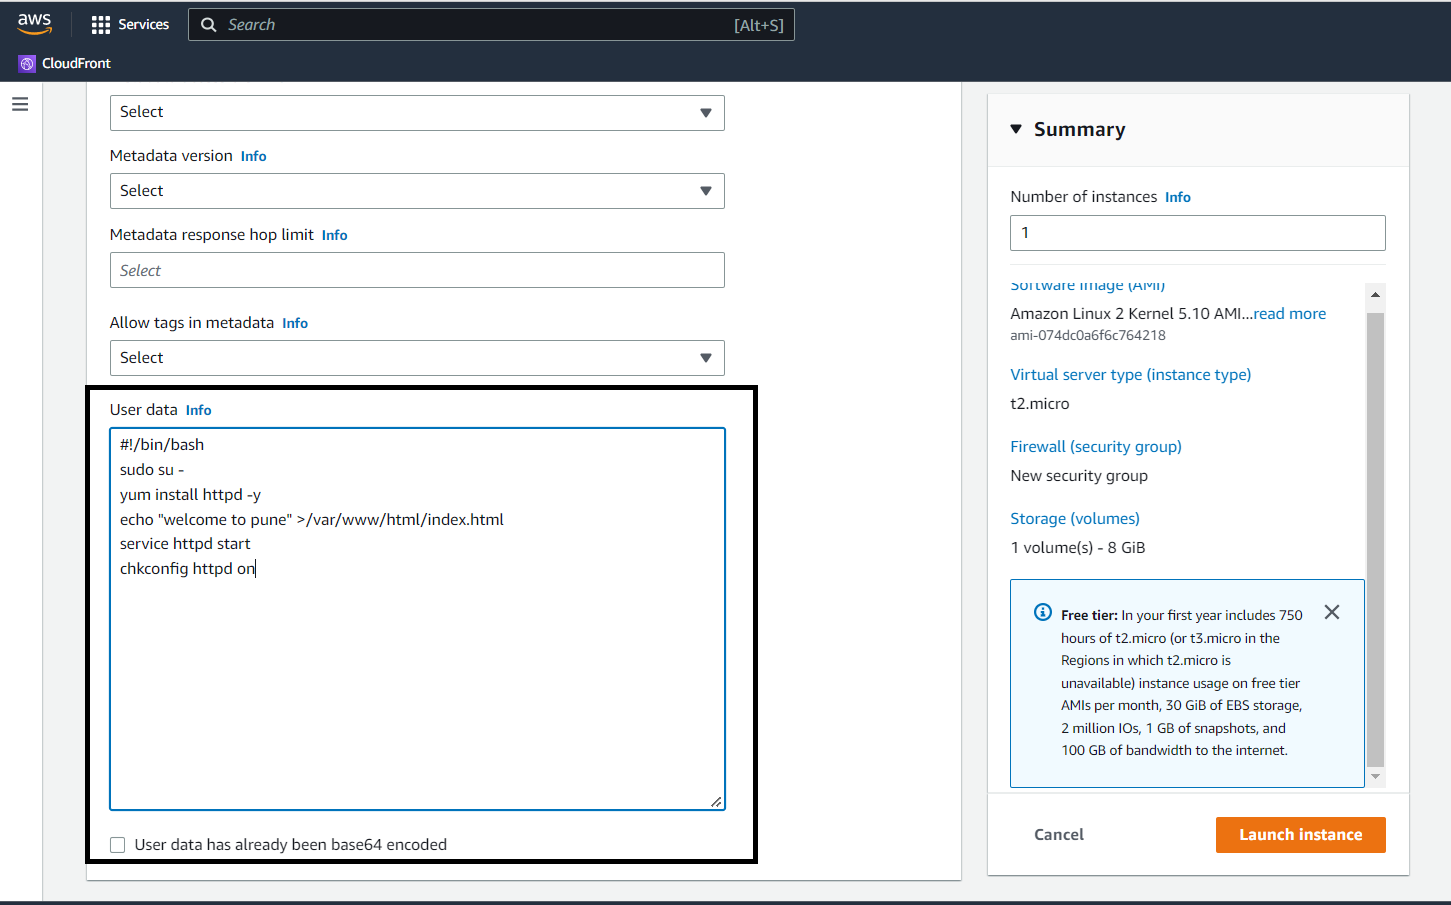 aws
Services
Search
[Alt+S]
CloudFront
Select
Metadata version Info
Select
Metadata response hop limit Info
Select
Allow tags in metadata Info
Select
User data Info
#!/bin/bash
sudo su -
yum install httpd -y
echo "welcome to pune" >/var/www/html/index.html
service httpd start
chkconfig httpd on
User data has already been base64 encoded
Summary
Number of instances Info
1
Software Image (AMI)
Amazon Linux 2 Kernel 5.10 AMI...read more
ami-074dc0a6f6c764218
Virtual server type (instance type)
t2.micro
Firewall (security group)
New security group
Storage (volumes)
1 volume(s) - 8 GiB
Free tier: In your first year includes 750
hours of t2.micro (or t3.micro in the
Regions in which t2.micro is
unavailable) instance usage on free tier
AMIs per month, 30 GiB of EBS storage,
2 million IOs, 1 GB of snapshots, and
100 GB of bandwidth to the internet.
Cancel
Launch instance